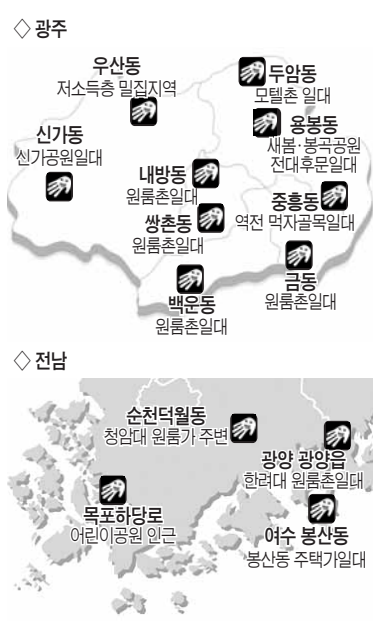 ◇ 광주
우산동
저소득층 밀집지역
두암동
모텔촌 일대
용봉동
새봄·봉곡공원
전대후문일대
신가동
신가공원일대
내방동
원룸촌일대
중흥동
역전 먹자골목일대
쌍촌동
원룸촌일대
금동
원룸촌일대
백운동
원룸촌일대
◇ 전남
순천덕월동
청암대 원룸가 주변
광양 광양읍
한려대 원룸촌일대
목포하당로
어린이공원 인근
여수 봉산동
봉산동 주택가일대